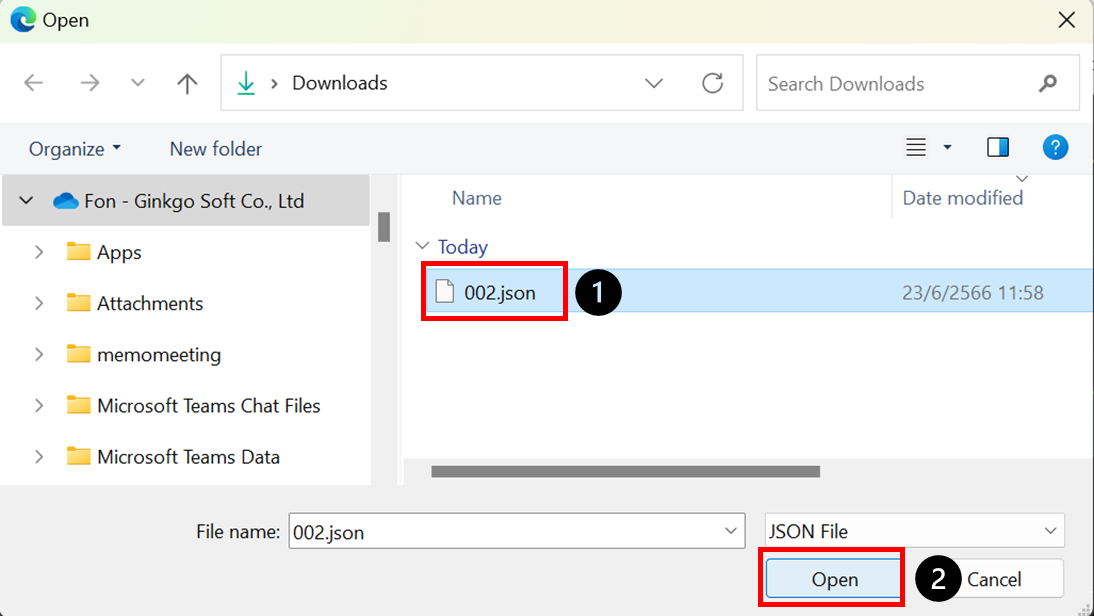 Open
Downloads
Search Downloads
Organize
New folder
?
Fon - Ginkgo Soft Co., Ltd
Apps
Attachments
memomeeting
Microsoft Teams Chat Files
Microsoft Teams Data
Name
Date modified
Today
002.json
1
23/6/2566 11:58
File name:
002.json
JSON File
Open
2
Cancel